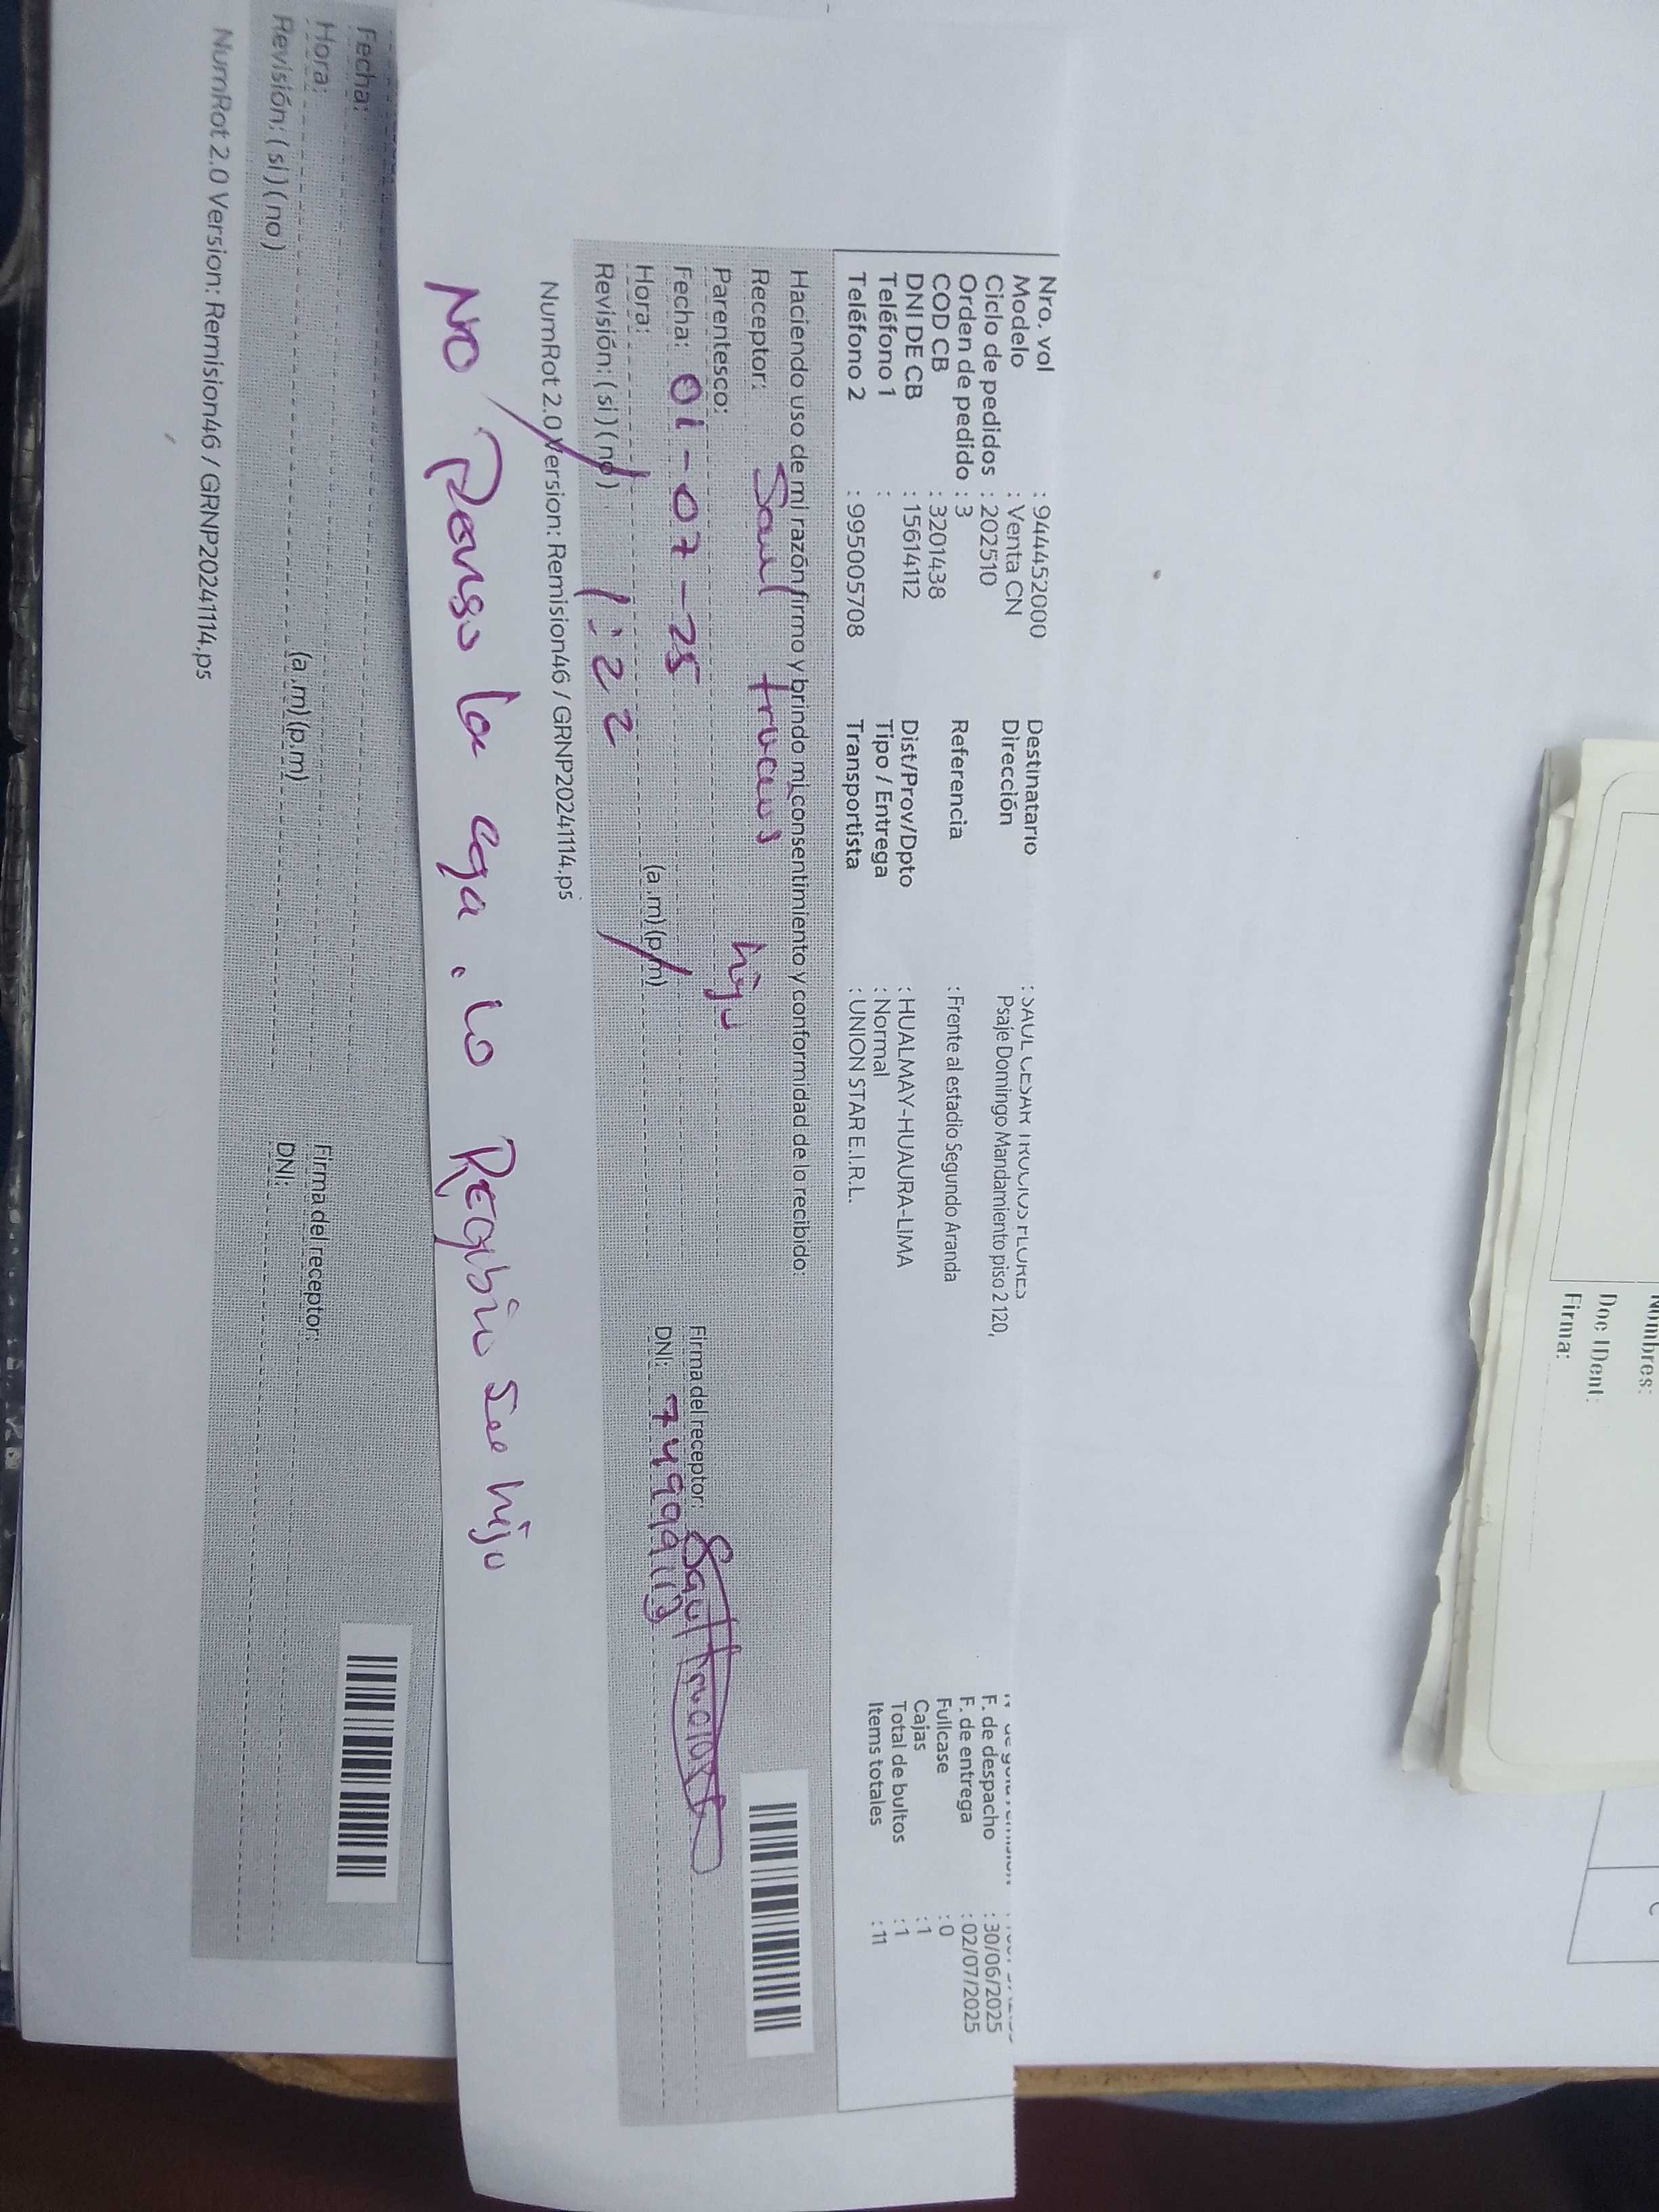 Nro. vol : 944452000
Modelo : Venta CN
Ciclo de pedidos : 202510
Orden de pedido : 3
COD CB : 3201438
DNI DE CB : 15614112
Teléfono 1 :
Teléfono 2 : 995005708
Destinatario : SAUL CESAR TRUCIOS FLORES
Dirección Psaje Domingo Mandamiento piso 2 120,
Referencia : Frente al estadio Segundo Aranda
Dist/Prov/Dpto : HUALMAY-HUAURA-LIMA
Tipo / Entrega : Normal
Transportista : UNION STAR E.I.R.L.
F. de despacho : 30/06/2025
F. de entrega : 02/07/2025
Fullcase : 0
Cajas : 1
Total de bultos : 1
Items totales : 11
Haciendo uso de mi razón firmo y brindo mi consentimiento y conformidad de lo recibido:
Receptor: Saul
Parentesco: hijo
Fecha: 01-07-25
Hora: 1:22 (a.m)(p.m)
Revisión: (si) (no)
Firma del receptor: Saul
DNI:
NumRot 2.0 Version: Remision46 / GRNP20241114.ps
NO Reviso la caja. lo Recibio see hijo
Fecha:
Hora: (a.m)(p.m)
Revisión: (si) (no)
Firma del receptor:
DNI:
NumRot 2.0 Version: Remision46 / GRNP20241114.ps
Nombres:
Doc IDent:
Firma: